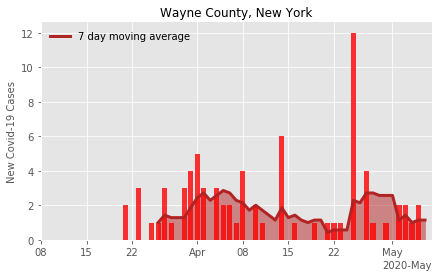 Wayne County, New York
7 day moving average
New Covid-19 Cases
12
10
8
6
4
2
0
08 15 22 Apr 08 15 22 May
2020-May